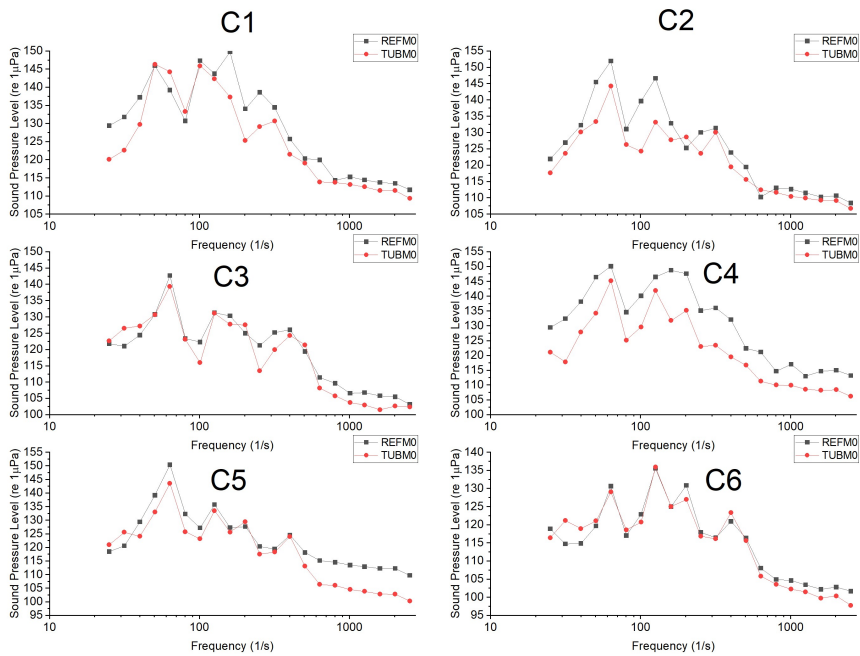 C1
REFM0
TUBM0
Sound Pressure Level (re 1μPa)
150
145
140
135
130
125
120
115
110
105
10
100
1000
Frequency (1/s)
C2
REFM0
TUBM0
Sound Pressure Level (re 1μPa)
155
150
145
140
135
130
125
120
115
110
105
10
100
1000
Frequency (1/s)
C3
REFM0
TUBM0
Sound Pressure Level (re 1μPa)
150
145
140
135
130
125
120
115
110
105
100
10
100
1000
Frequency (1/s)
C4
REFM0
TUBM0
Sound Pressure Level (re 1μPa)
155
150
145
140
135
130
125
120
115
110
105
100
10
100
1000
Frequency (1/s)
C5
REFM0
TUBM0
Sound Pressure Level (re 1μPa)
155
150
145
140
135
130
125
120
115
110
105
100
95
10
100
1000
Frequency (1/s)
C6
REFM0
TUBM0
Sound Pressure Level (re 1μPa)
140
135
130
125
120
115
110
105
100
95
10
100
1000
Frequency (1/s)